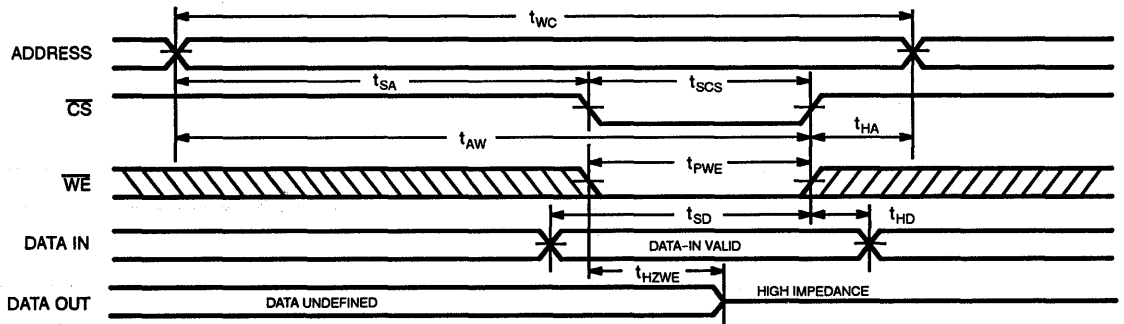 tWC
ADDRESS
tSA
tSCS
CS
tAW
tHA
tPWE
WE
tSD
tHD
DATA IN
DATA-IN VALID
tHZWE
DATA OUT
DATA UNDEFINED
HIGH IMPEDANCE